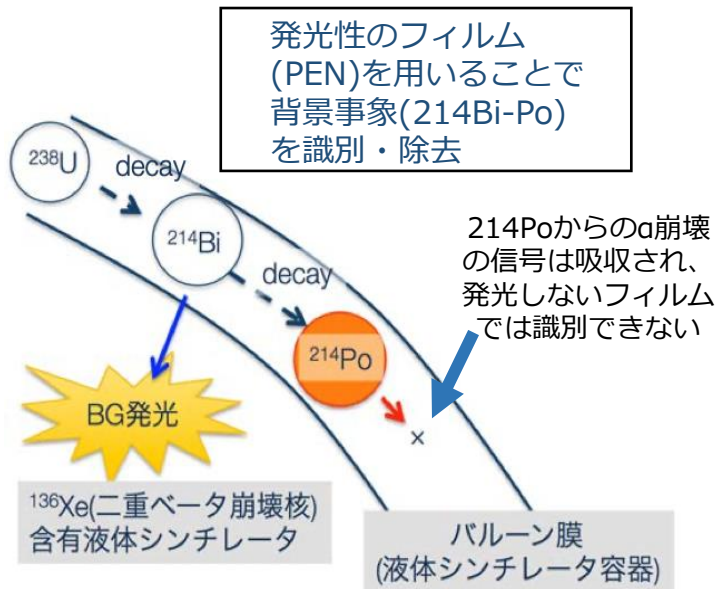 発光性のフィルム
(PEN)を用いることで
背景事象(214Bi-Po)
を識別・除去
238U
decay
214Bi
decay
214Po
214Poからのα崩壊
の信号は吸収され、
発光しないフィルム
では識別できない
×
BG発光
136Xe(二重ベータ崩壊核)
含有液体シンチレータ
バルーン膜
(液体シンチレータ容器)